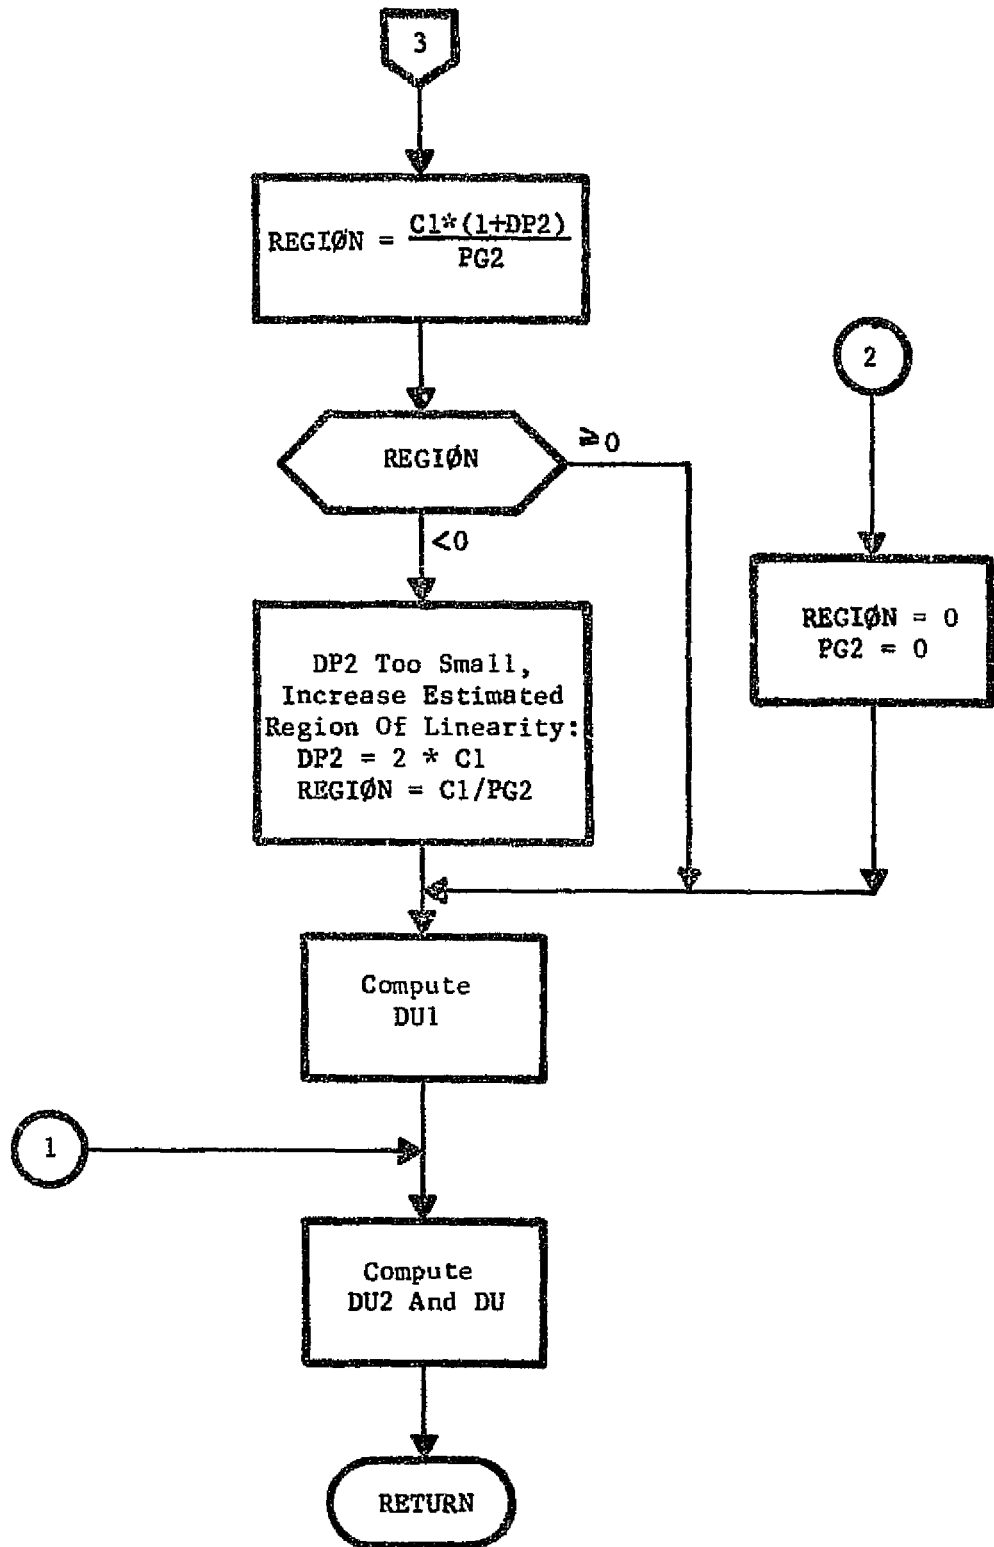 3
REGIØN = C1*(1+DP2)
PG2
2
REGIØN
≥0
<0
REGIØN = 0
PG2 = 0
DP2 Too Small,
Increase Estimated
Region Of Linearity:
DP2 = 2 * C1
REGIØN = C1/PG2
Compute
DU1
1
Compute
DU2 And DU
RETURN